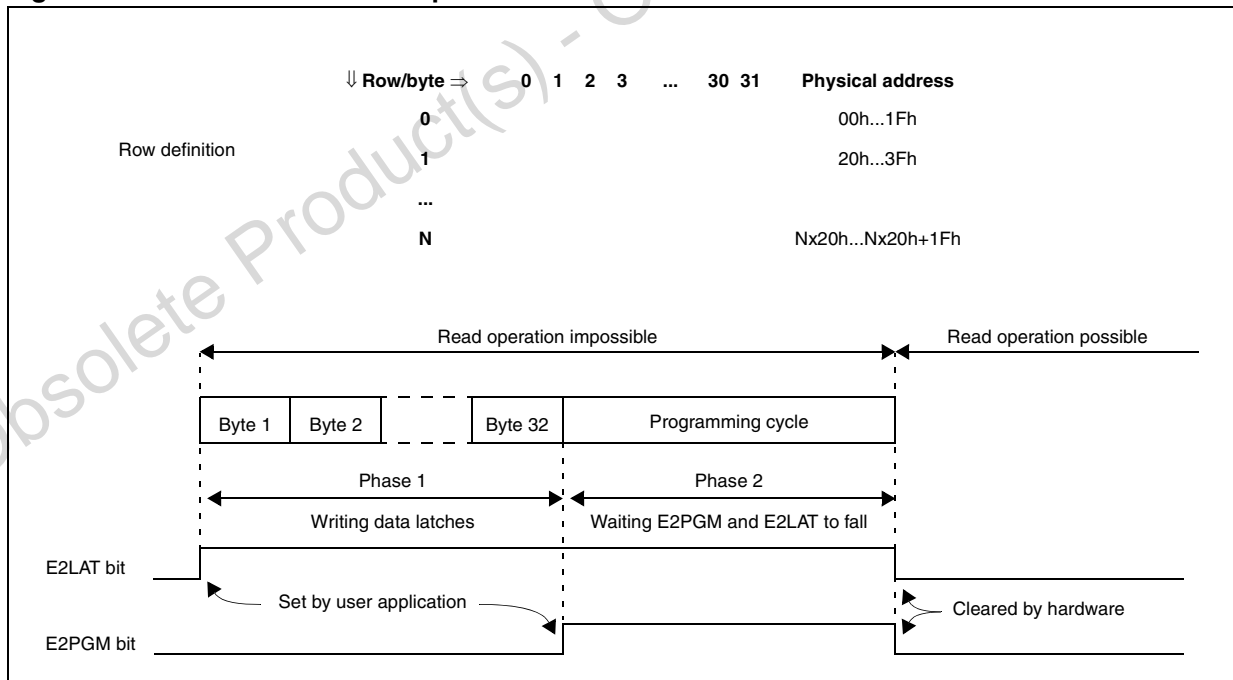 ⇓ Row/byte ⇒ 0 1 2 3 ... 30 31 Physical address
0 00h...1Fh
Row definition
1 20h...3Fh
...
N Nx20h...Nx20h+1Fh
Read operation impossible Read operation possible
Byte 1 Byte 2 Byte 32 Programming cycle
Phase 1 Phase 2
Writing data latches Waiting E2PGM and E2LAT to fall
E2LAT bit
Set by user application Cleared by hardware
E2PGM bit
Obsolete Product(s) -